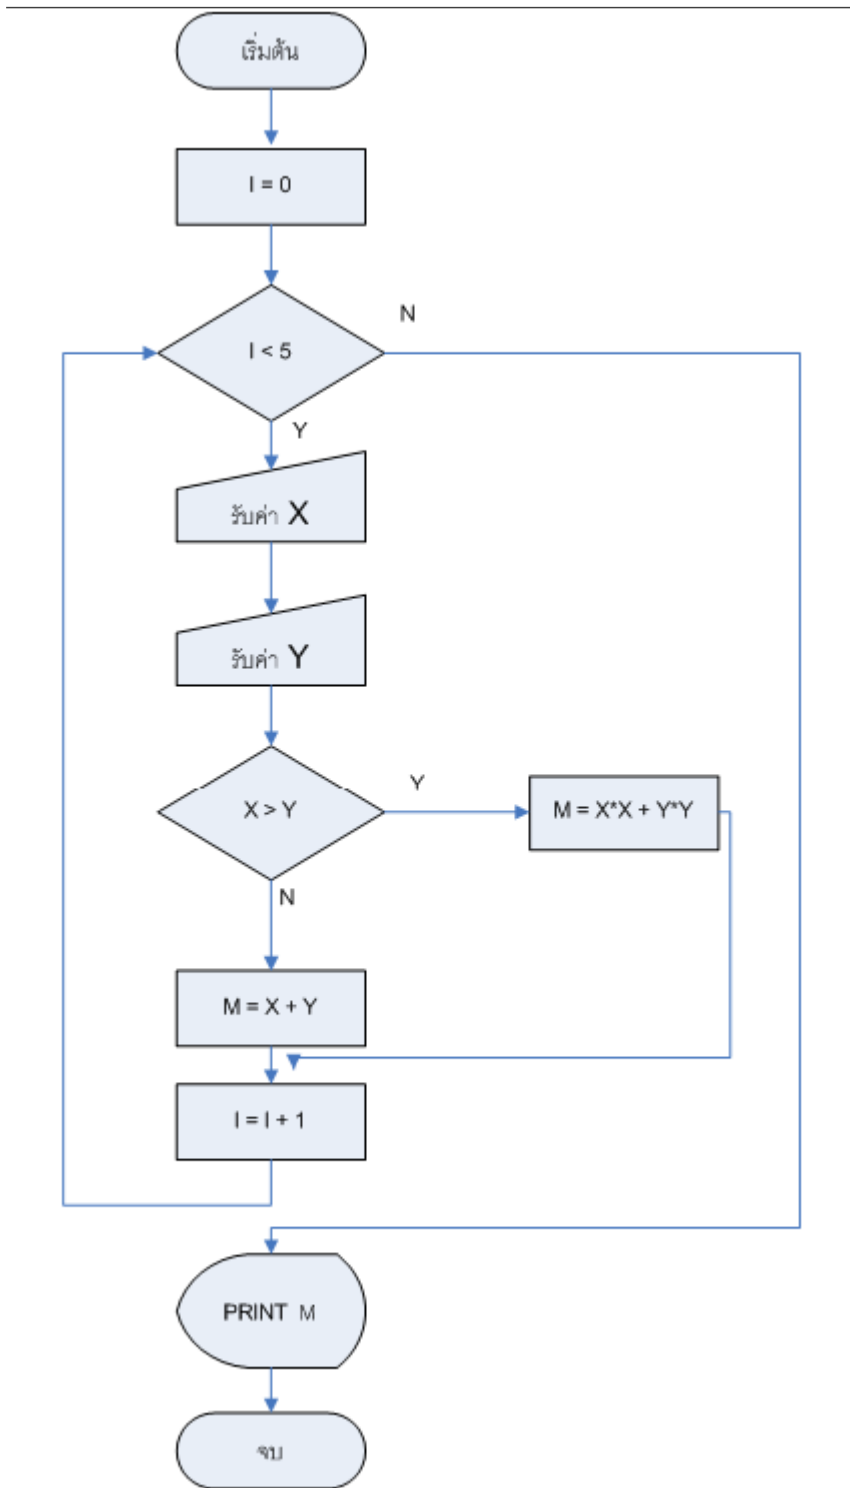 เริ่มต้น
I = 0
I < 5
N
Y
รับค่า X
รับค่า Y
X > Y
Y
M = X*X + Y*Y
N
M = X + Y
I = I + 1
PRINT M
จบ